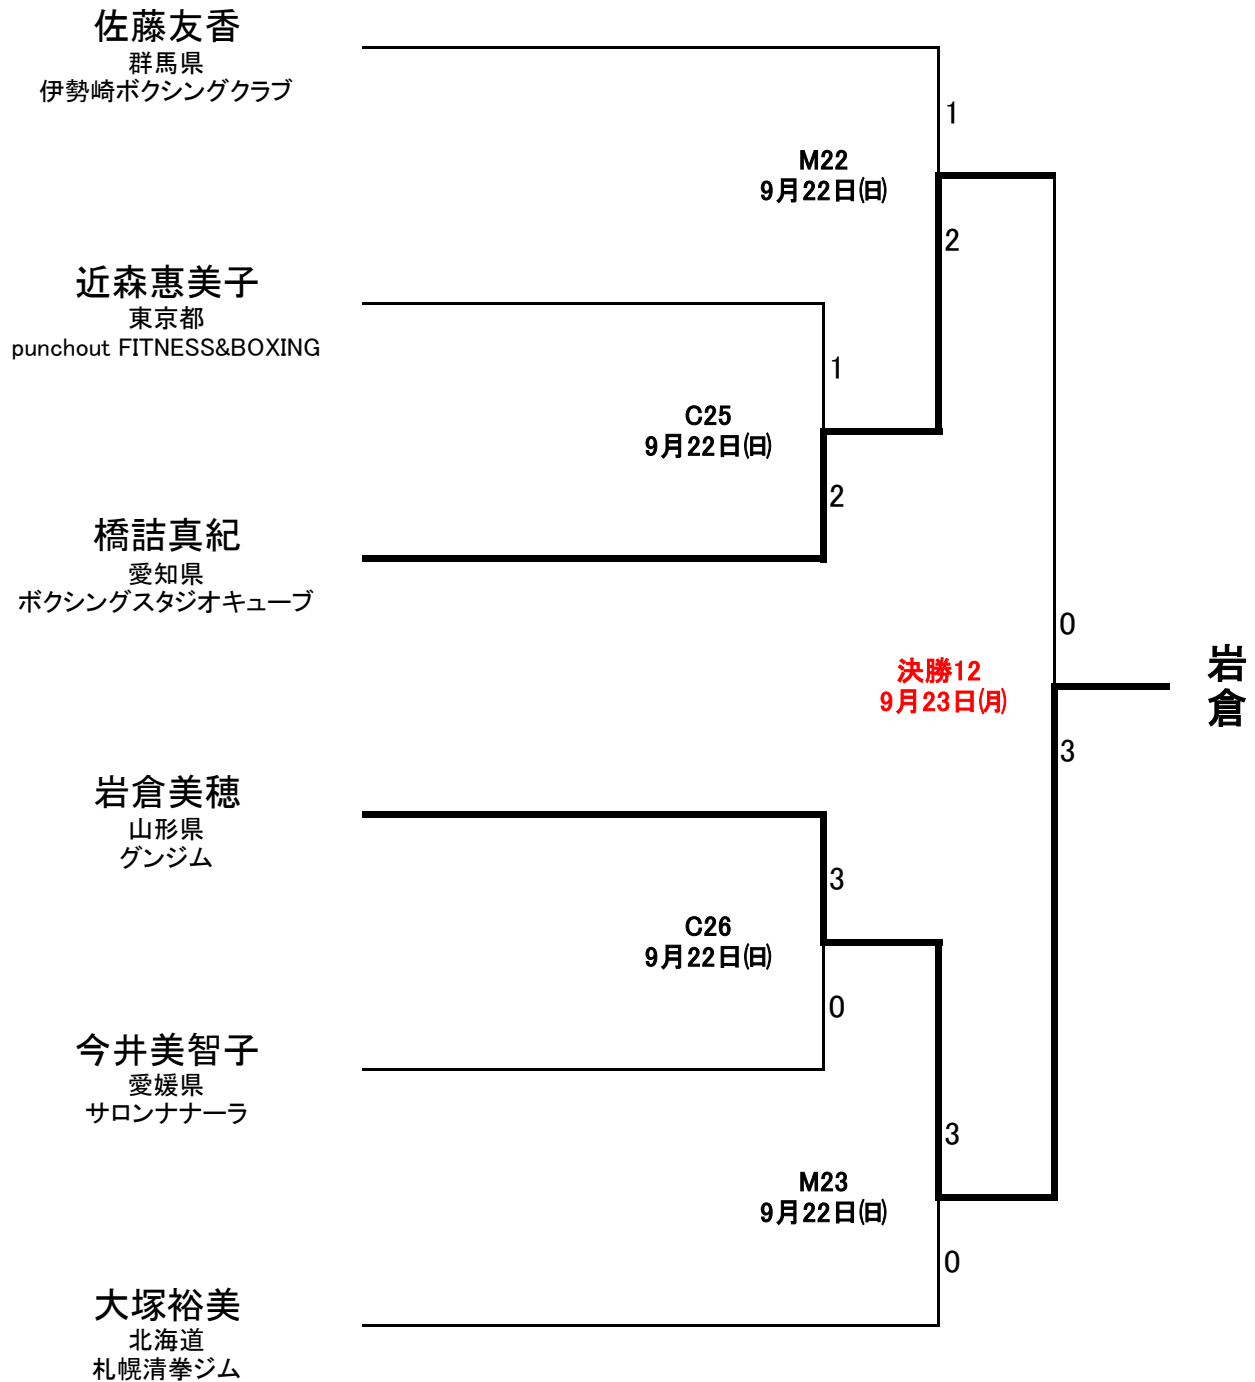 佐藤友香
群馬県
伊勢崎ボクシングクラブ
1
M22
9月22日(日)
2
近森惠美子
東京都
punchout FITNESS&BOXING
1
C25
9月22日(日)
2
橋詰真紀
愛知県
ボクシングスタジオキューブ
0
決勝12
9月23日(月)
岩倉
3
岩倉美穂
山形県
グンジム
3
C26
9月22日(日)
0
今井美智子
愛媛県
サロンナナーラ
3
M23
9月22日(日)
0
大塚裕美
北海道
札幌清拳ジム